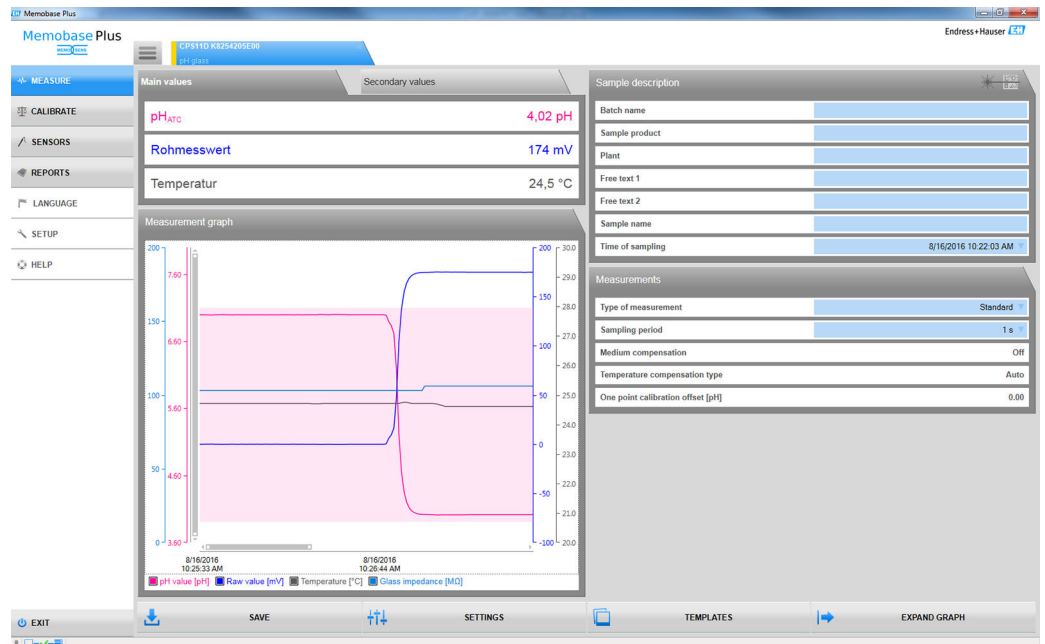 Memobase Plus
Memobase Plus
MEMOSENS
Endress+Hauser EH
CPS11D K8254205E00
pH glass
MEASURE
CALIBRATE
SENSORS
REPORTS
LANGUAGE
SETUP
HELP
EXIT
Main values
Secondary values
pHATC 4,02 pH
Rohmesswert 174 mV
Temperatur 24,5 °C
Measurement graph
200
150
100
50
0
7.60
6.60
5.60
4.60
3.60
200
150
100
50
0
-50
-100
30.0
29.0
28.0
27.0
26.0
25.0
24.0
23.0
22.0
21.0
20.0
8/16/2016
10:25:33 AM
8/16/2016
10:26:44 AM
pH value [pH] Raw value [mV] Temperature [°C] Glass impedance [MΩ]
Sample description
Batch name
Sample product
Plant
Free text 1
Free text 2
Sample name
Time of sampling 8/16/2016 10:22:03 AM
Measurements
Type of measurement Standard
Sampling period 1 s
Medium compensation Off
Temperature compensation type Auto
One point calibration offset [pH] 0.00
SAVE
SETTINGS
TEMPLATES
EXPAND GRAPH